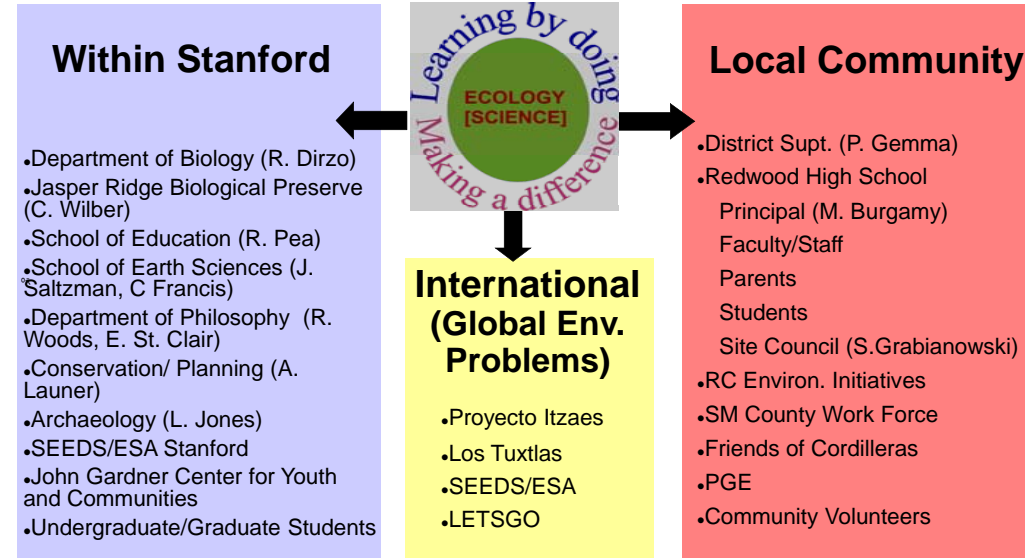 Within Stanford
•Department of Biology (R. Dirzo)
•Jasper Ridge Biological Preserve
(C. Wilber)
•School of Education (R. Pea)
•School of Earth Sciences (J.
Saltzman, C Francis)
•Department of Philosophy (R.
Woods, E. St. Clair)
•Conservation/ Planning (A.
Launer)
•Archaeology (L. Jones)
•SEEDS/ESA Stanford
•John Gardner Center for Youth
and Communities
•Undergraduate/Graduate Students
Learning by doing
ECOLOGY
[SCIENCE]
Making a difference
International
(Global Env.
Problems)
•Proyecto Itzaes
•Los Tuxtlas
•SEEDS/ESA
•LETSGO
Local Community
•District Supt. (P. Gemma)
•Redwood High School
Principal (M. Burgamy)
Faculty/Staff
Parents
Students
Site Council (S.Grabianowski)
•RC Environ. Initiatives
•SM County Work Force
•Friends of Cordilleras
•PGE
•Community Volunteers